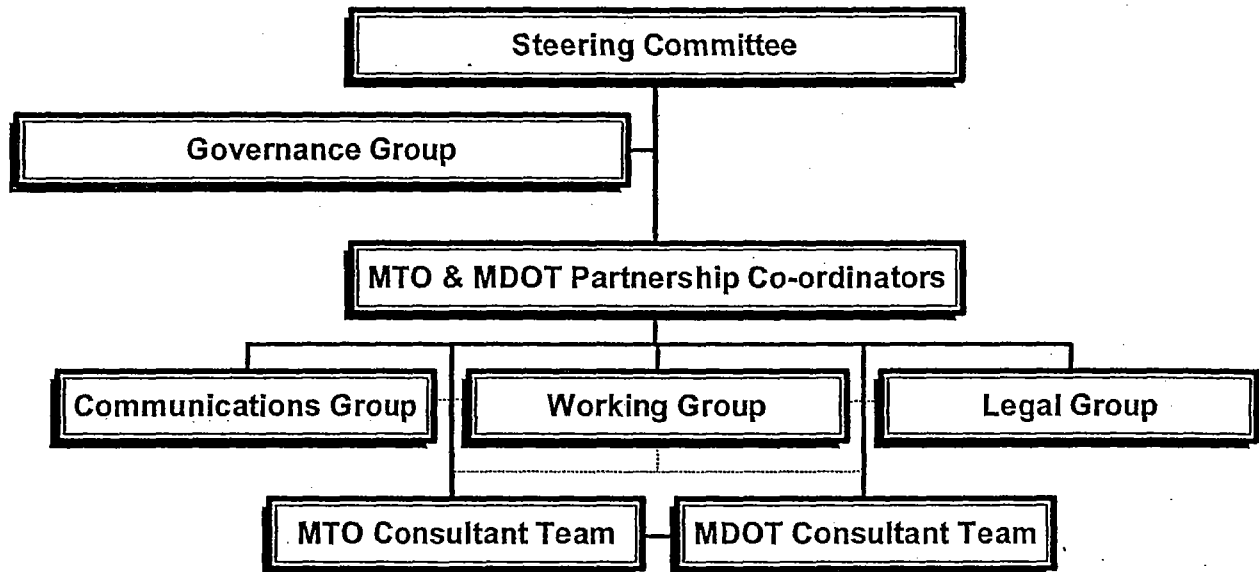 Steering Committee
Governance Group
MTO & MDOT Partnership Co-ordinators
Communications Group
Working Group
Legal Group
MTO Consultant Team
MDOT Consultant Team